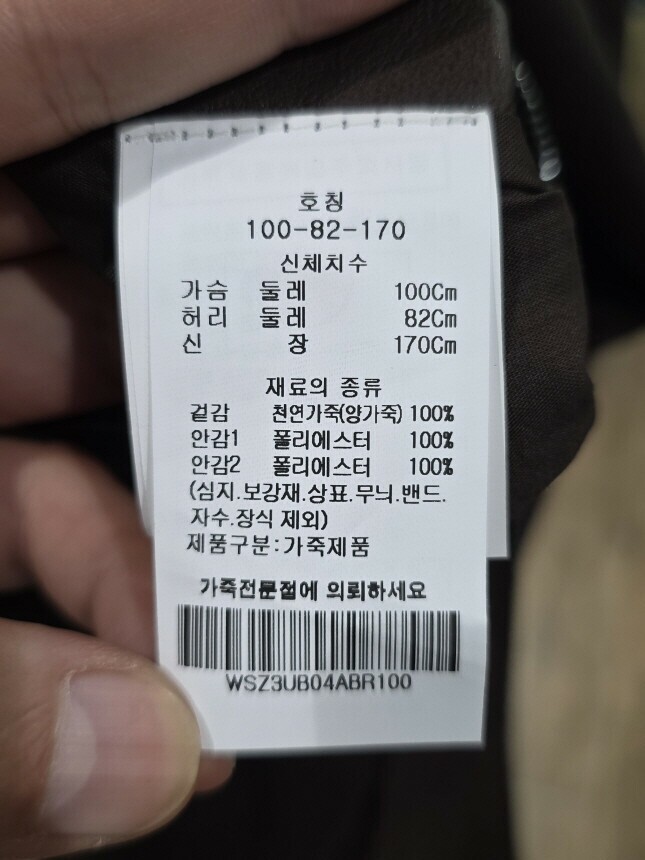 호칭
100-82-170
신체치수
가슴 둘레 100Cm
허리 둘레 82Cm
신 장 170Cm
재료의 종류
겉감 천연가죽(양가죽) 100%
안감1 폴리에스터 100%
안감2 폴리에스터 100%
(심지.보강재.상표.무늬.밴드.
자수.장식 제외)
제품구분:가죽제품
가죽전문점에 의뢰하세요
WSZ3UB04ABR100